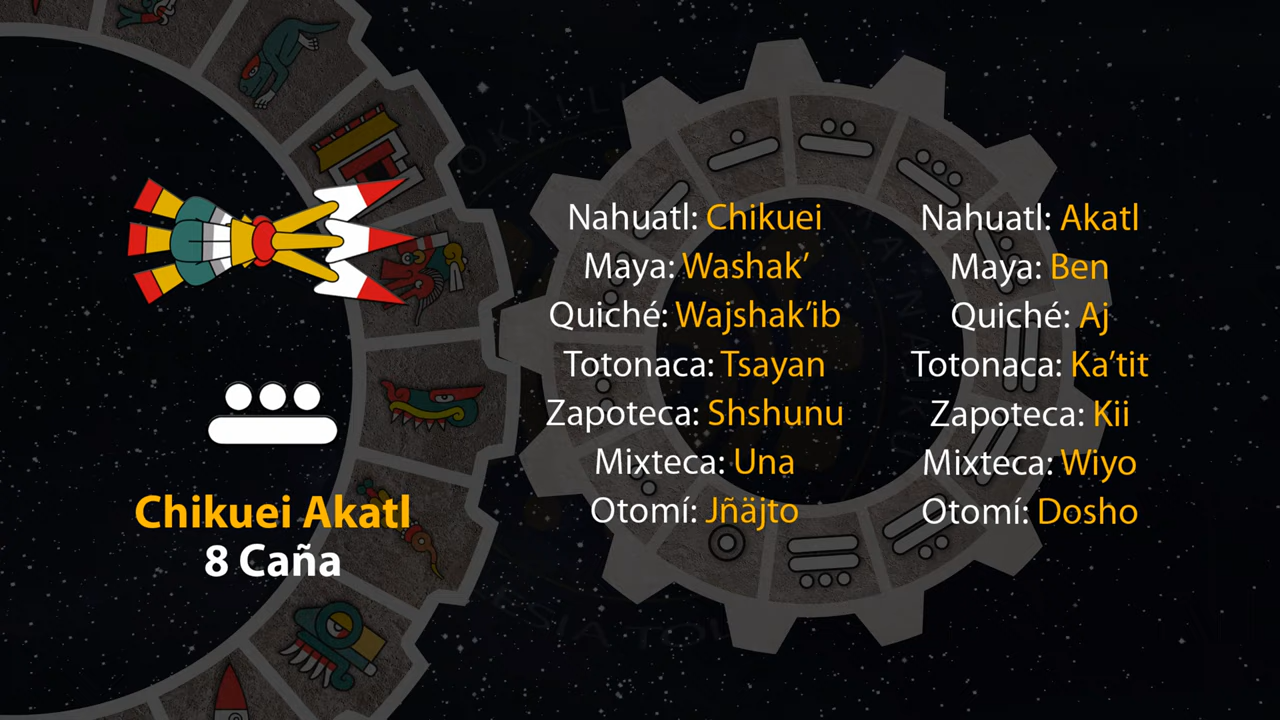 Nahuatl: Chikuei
Maya: Washak’
Quiché: Wajshak’ib
Totonaca: Tsayan
Zapoteca: Shshunu
Mixteca: Una
Otomí: Jñäjto
Nahuatl: Akatl
Maya: Ben
Quiché: Aj
Totonaca: Ka’tit
Zapoteca: Kii
Mixteca: Wiyo
Otomí: Dosho
Chikuei Akatl
8 Caña